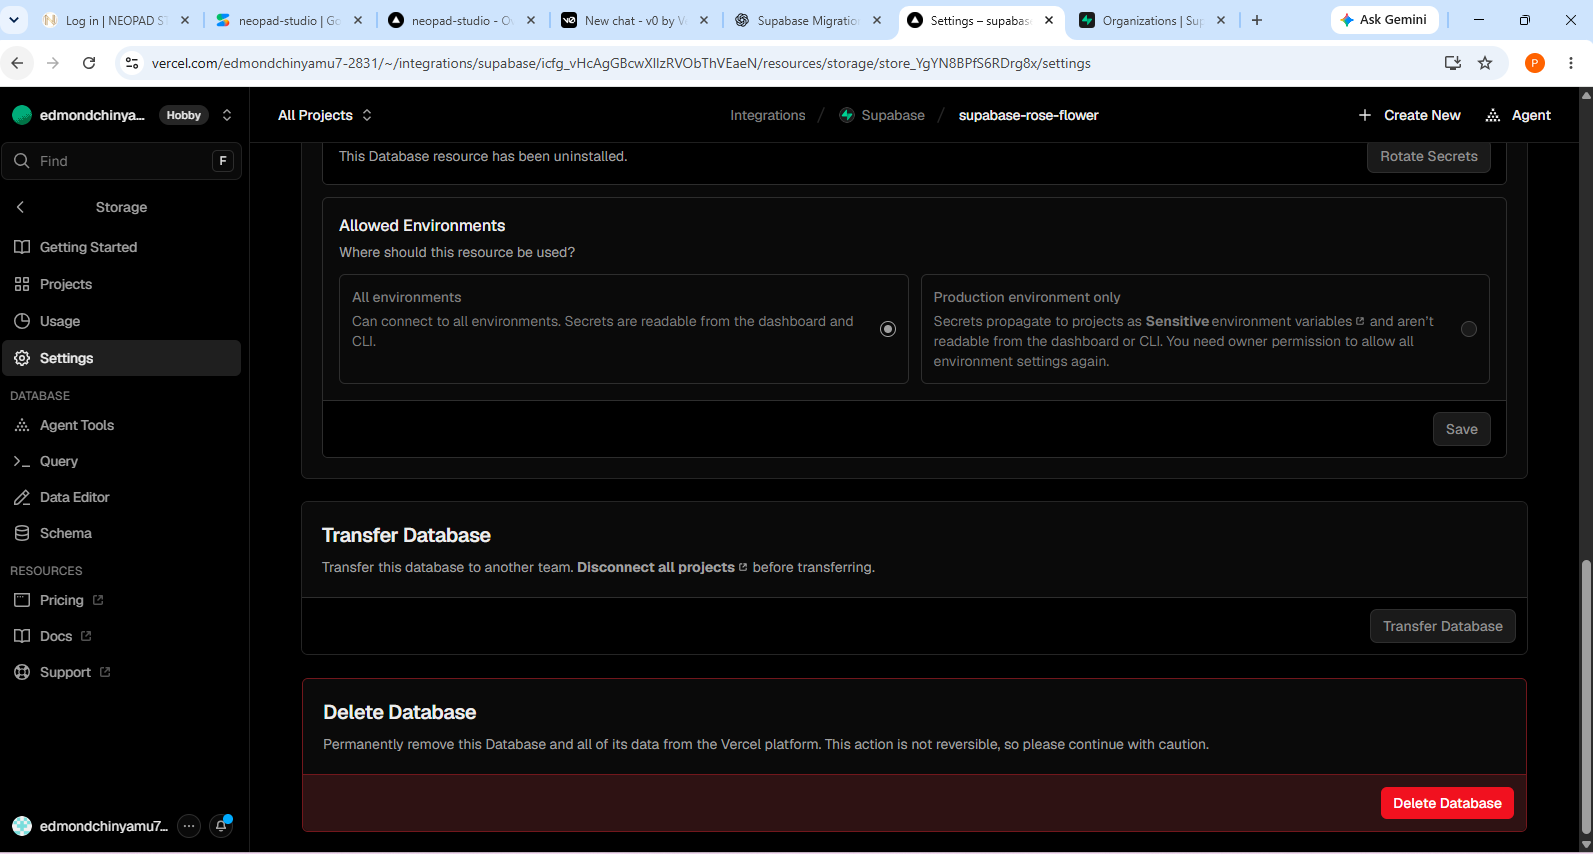 Log in | NEOPAD S
neopad-studio | Go
neopad-studio - Ov
New chat - v0 by Ve
Supabase Migratio
Settings – supabas
Organizations | Sup
Ask Gemini
vercel.com/edmondchinyamu7-2831/~/integrations/supabase/icfg_vHcAgGBcwXIlzRVObThVEaeN/resources/storage/store_YgYN8BPfS6RDrg8x/settings
P
edmondchinya...
Hobby
All Projects
Integrations / Supabase / supabase-rose-flower
Create New
Agent
Find
F
Storage
Getting Started
Projects
Usage
Settings
DATABASE
Agent Tools
Query
Data Editor
Schema
RESOURCES
Pricing
Docs
Support
edmondchinyamu7...
This Database resource has been uninstalled.
Rotate Secrets
Allowed Environments
Where should this resource be used?
All environments
Can connect to all environments. Secrets are readable from the dashboard and
CLI.
Production environment only
Secrets propagate to projects as Sensitive environment variables and aren't
readable from the dashboard or CLI. You need owner permission to allow all
environment settings again.
Save
Transfer Database
Transfer this database to another team. Disconnect all projects before transferring.
Transfer Database
Delete Database
Permanently remove this Database and all of its data from the Vercel platform. This action is not reversible, so please continue with caution.
Delete Database